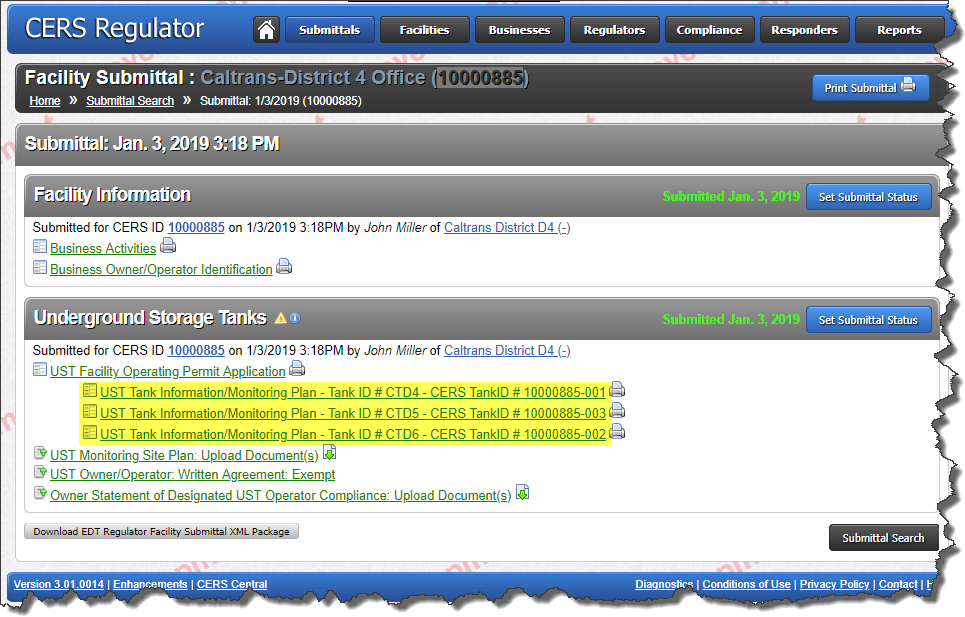 CERS Regulator
Submittals Facilities Businesses Regulators Compliance Responders Reports
Facility Submittal : Caltrans-District 4 Office (10000885)
Print Submittal
Home » Submittal Search » Submittal: 1/3/2019 (10000885)
Submittal: Jan. 3, 2019 3:18 PM
Facility Information
Submitted Jan. 3, 2019 Set Submittal Status
Submitted for CERS ID 10000885 on 1/3/2019 3:18PM by John Miller of Caltrans District D4 (-)
Business Activities
Business Owner/Operator Identification
Underground Storage Tanks
Submitted Jan. 3, 2019 Set Submittal Status
Submitted for CERS ID 10000885 on 1/3/2019 3:18PM by John Miller of Caltrans District D4 (-)
UST Facility Operating Permit Application
UST Tank Information/Monitoring Plan - Tank ID # CTD4 - CERS TankID # 10000885-001
UST Tank Information/Monitoring Plan - Tank ID # CTD5 - CERS TankID # 10000885-003
UST Tank Information/Monitoring Plan - Tank ID # CTD6 - CERS TankID # 10000885-002
UST Monitoring Site Plan: Upload Document(s)
UST Owner/Operator: Written Agreement: Exempt
Owner Statement of Designated UST Operator Compliance: Upload Document(s)
Download EDT Regulator Facility Submittal XML Package
Submittal Search
Version 3.01.0014 | Enhancements | CERS Central
Diagnostics | Conditions of Use | Privacy Policy | Contact |